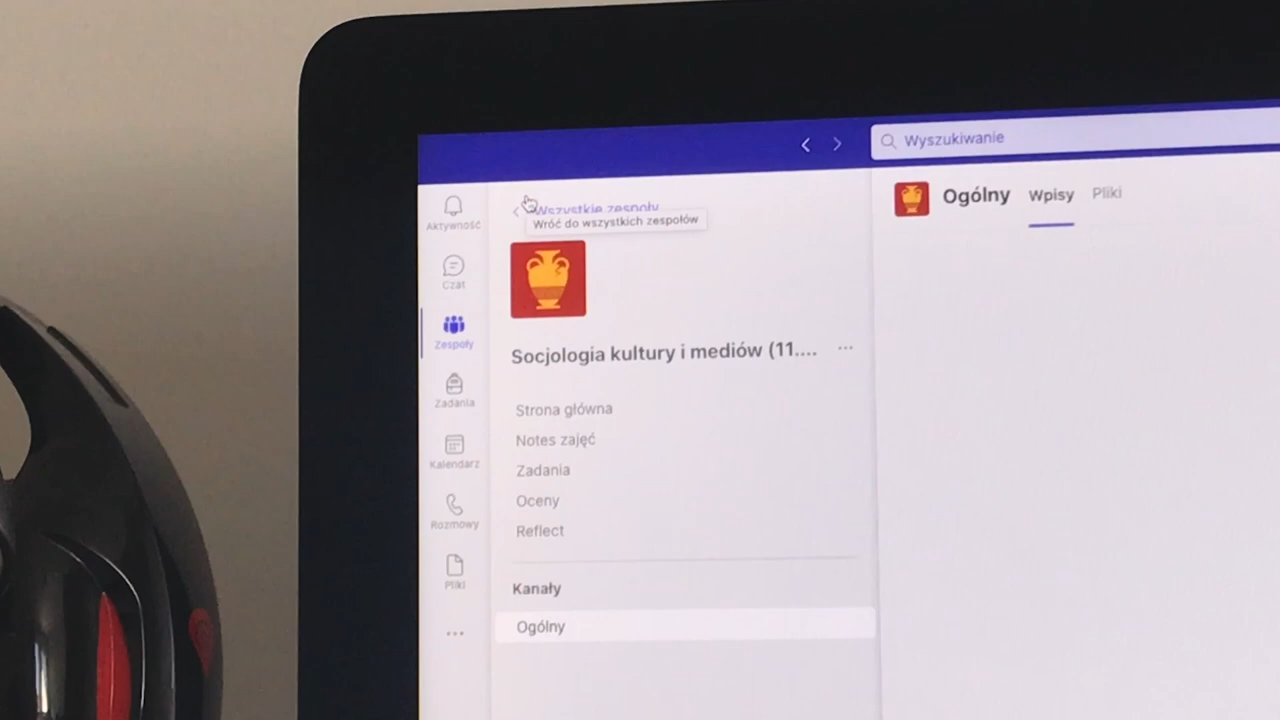 Wyszukiwanie
Aktywność
Czat
Zespoły
Zadania
Kalendarz
Rozmowy
Pliki
Wszystkie zespoły
Wróć do wszystkich zespołów
Socjologia kultury i mediów (11....
Strona główna
Notes zajęć
Zadania
Oceny
Reflect
Kanały
Ogólny
Ogólny Wpisy Pliki